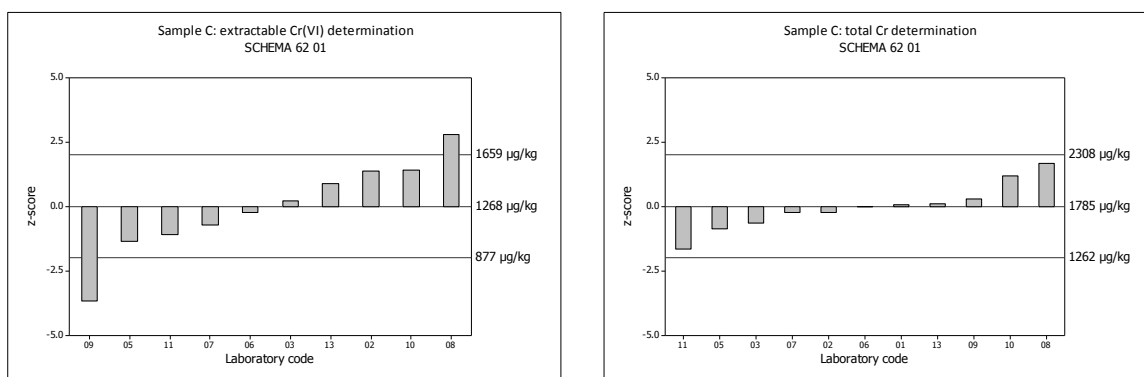 Sample C: extractable Cr(VI) determination
SCHEMA 62 01
5.0
2.5
0.0
-2.5
-5.0
z-score
1659 µg/kg
1268 µg/kg
877 µg/kg
09 05 11 07 06 03 13 02 10 08
Laboratory code
Sample C: total Cr determination
SCHEMA 62 01
5.0
2.5
0.0
-2.5
-5.0
z-score
2308 µg/kg
1785 µg/kg
1262 µg/kg
11 05 03 07 02 06 01 13 09 10 08
Laboratory code